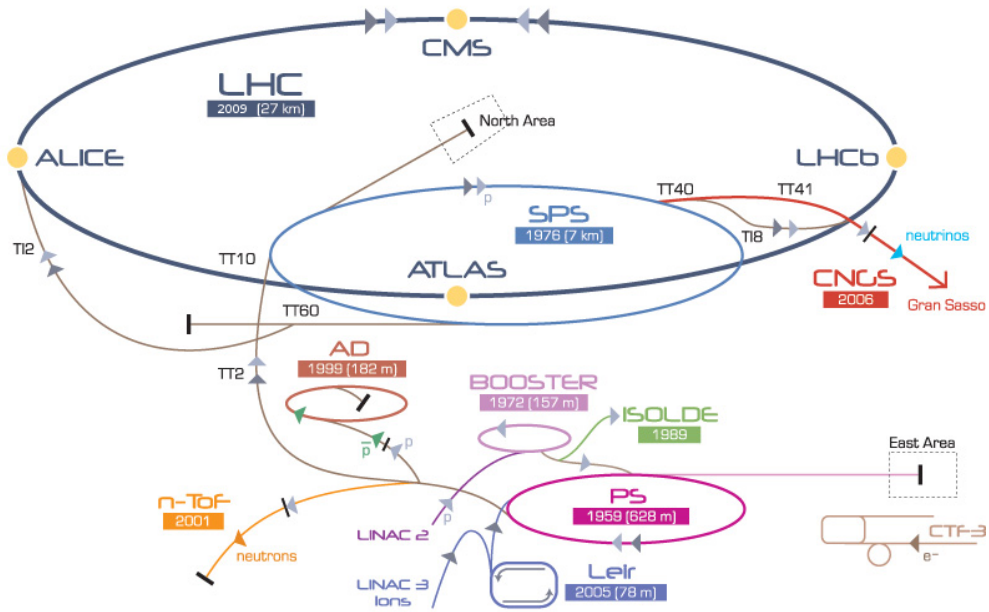 CMS
LHC
2009 (27 km)
North Area
ALICE
LHCb
TT40
TT41
p
SPS
1976 (7 km)
TI8
neutrinos
TI2
TT10
ATLAS
CNGS
2006
Gran Sasso
TT60
AD
1999 (182 m)
TT2
BOOSTER
1972 (157 m)
ISOLDE
1989
East Area
p
p
n-ToF
2001
PS
1959 (628 m)
LINAC 2
p
neutrons
CTF-3
e-
LINAC 3
Ions
Leir
2005 (78 m)